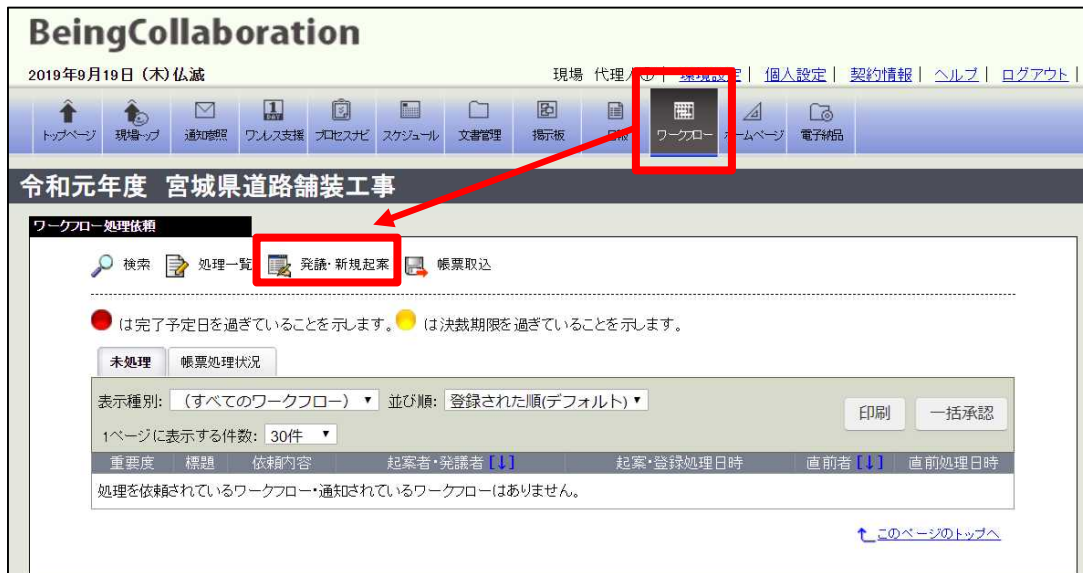 BeingCollaboration
2019年9月19日 (木)仏滅
現場 代理人① | 環境設定 | 個人設定 | 契約情報 | ヘルプ | ログアウト |
トップページ 現場トップ 通知・照会 ワンレス支援 プロセスナビ スケジュール 文書管理 掲示板 日報 ワークフロー ホームページ 電子納品
令和元年度 宮城県道路舗装工事
ワークフロー処理依頼
検索 処理一覧 発議・新規起案 帳票取込
は完了予定日を過ぎていることを示します。 は決裁期限を過ぎていることを示します。
未処理 帳票処理状況
表示種別: (すべてのワークフロー) ▼ 並び順: 登録された順(デフォルト) ▼
印刷 一括承認
1ページに表示する件数: 30件 ▼
重要度 標題 依頼内容 起案者・発議者【↓】 起案・登録処理日時 直前者【↓】 直前処理日時
処理を依頼されているワークフロー・通知されているワークフローはありません。
このページのトップへ